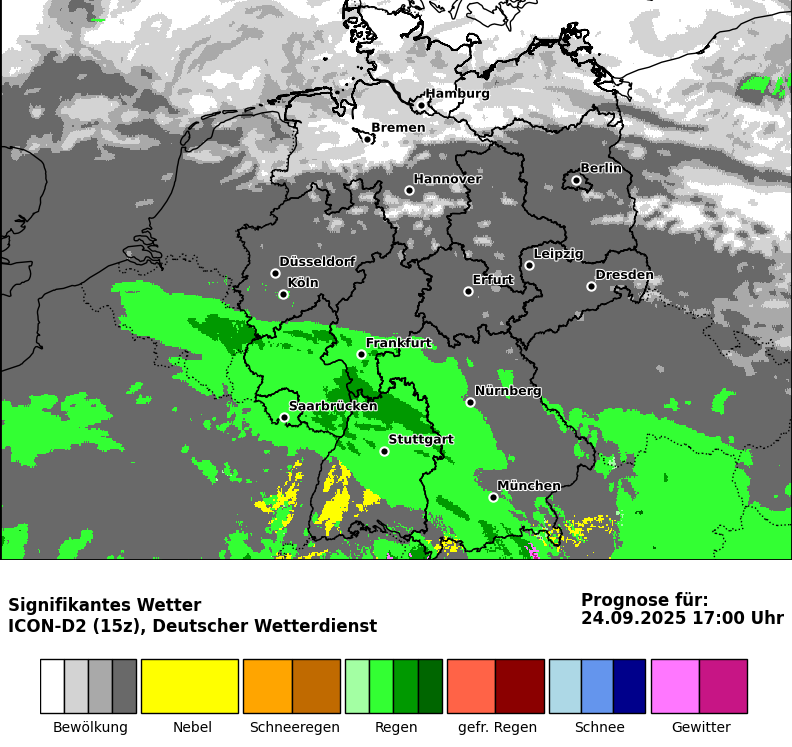 Hamburg
Bremen
Berlin
Hannover
Leipzig
Düsseldorf
Dresden
Köln
Erfurt
Frankfurt
Nürnberg
Saarbrücken
Stuttgart
München
Signifikantes Wetter
ICON-D2 (15z), Deutscher Wetterdienst
Prognose für:
24.09.2025 17:00 Uhr
Bewölkung
Nebel
Schneeregen
Regen
gefr. Regen
Schnee
Gewitter